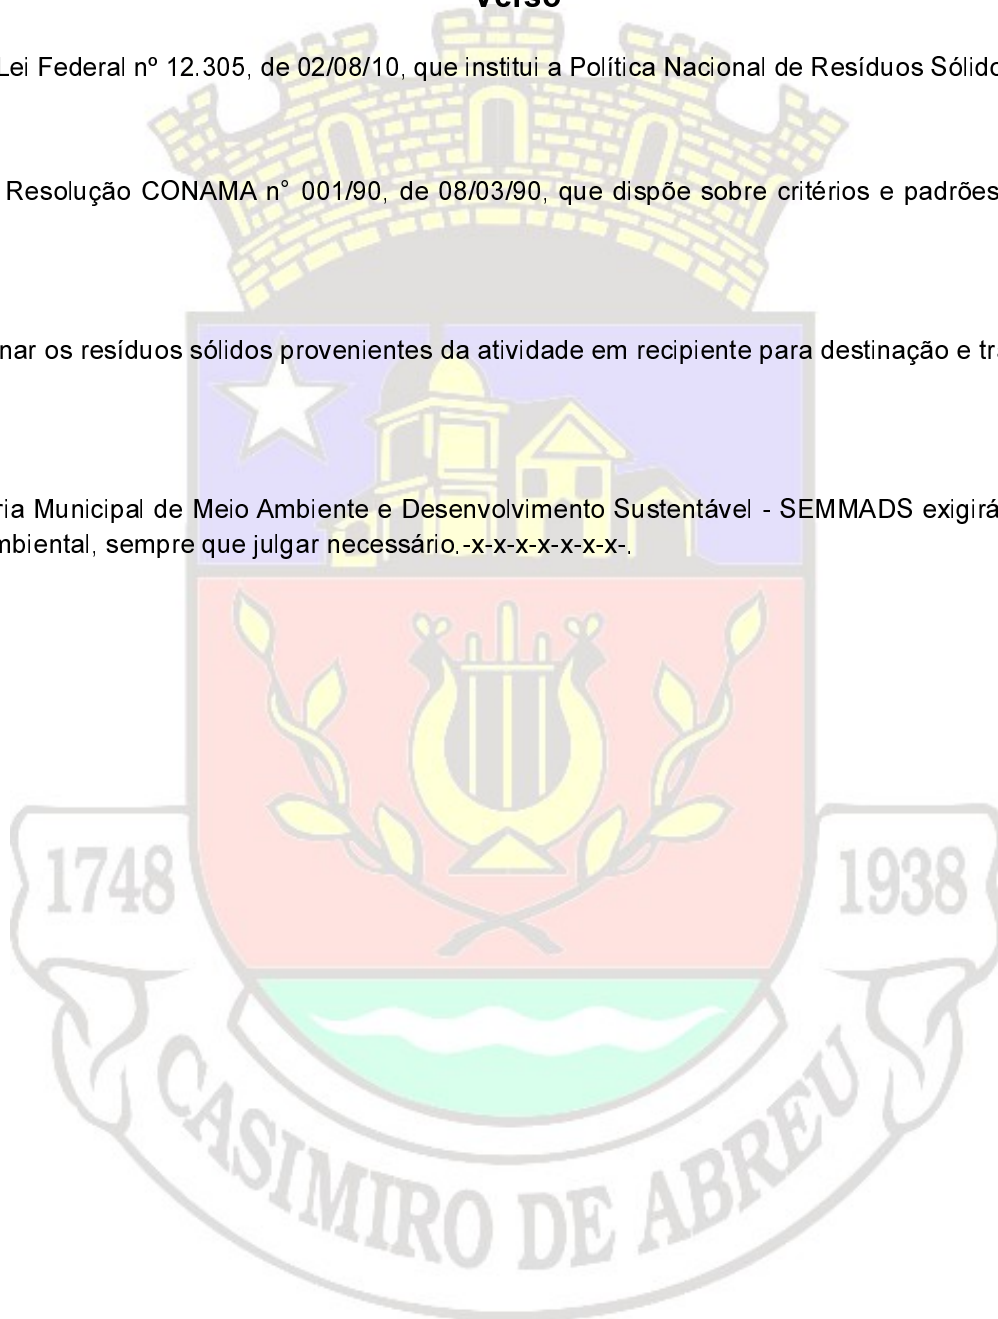 Verso
Lei Federal nº 12.305, de 02/08/10, que institui a Política Nacional de Resíduos Sólido
Resolução CONAMA n° 001/90, de 08/03/90, que dispõe sobre critérios e padrões
nar os resíduos sólidos provenientes da atividade em recipiente para destinação e tra
ria Municipal de Meio Ambiente e Desenvolvimento Sustentável - SEMMADS exigirá
mbiental, sempre que julgar necessário.-x-x-x-x-x-x-x-.
1748
1938
CASIMIRO DE ABREU